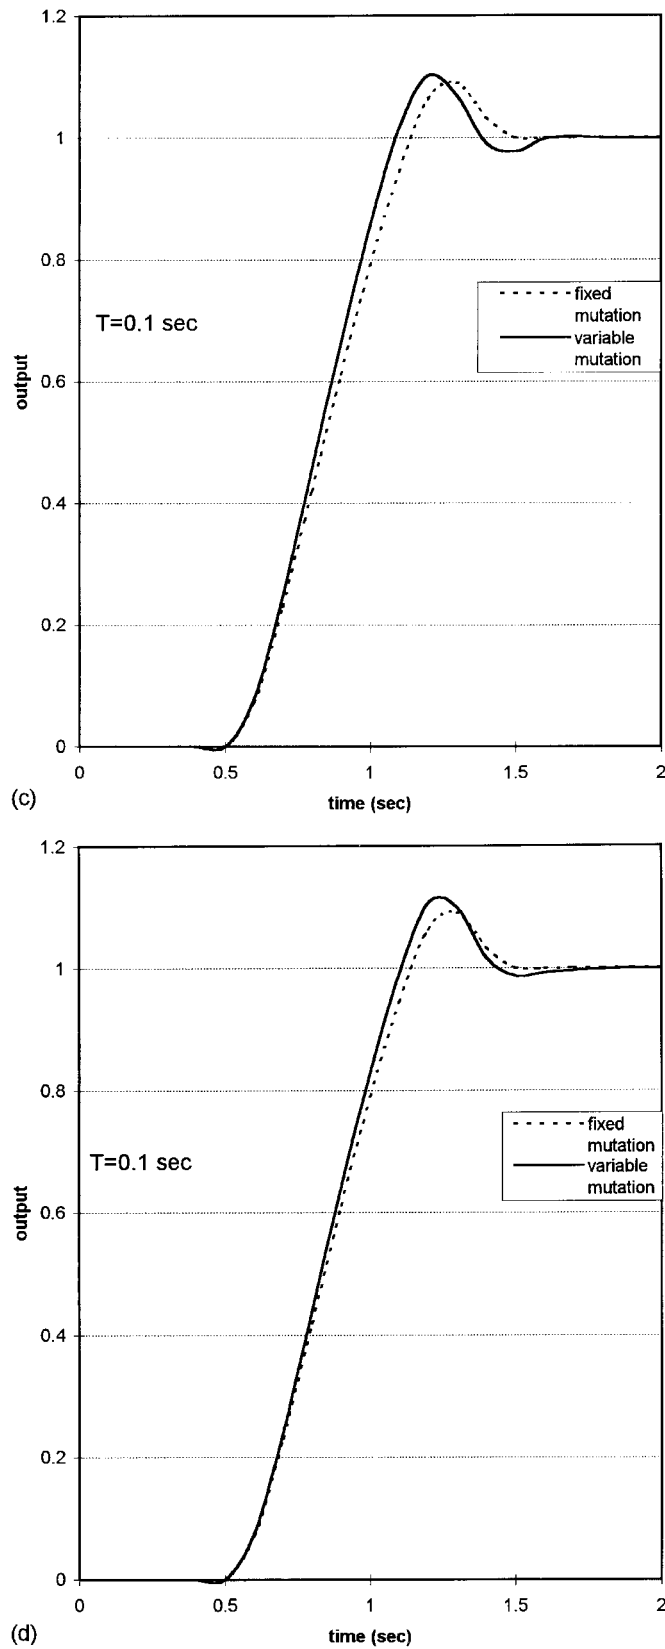 1.2
1
0.8
0.6
0.4
0.2
0
output
T=0.1 sec
fixed
mutation
variable
mutation
0 0.5 1 1.5 2
time (sec)
(c)
1.2
1
0.8
0.6
0.4
0.2
0
output
T=0.1 sec
fixed
mutation
variable
mutation
0 0.5 1 1.5 2
time (sec)
(d)